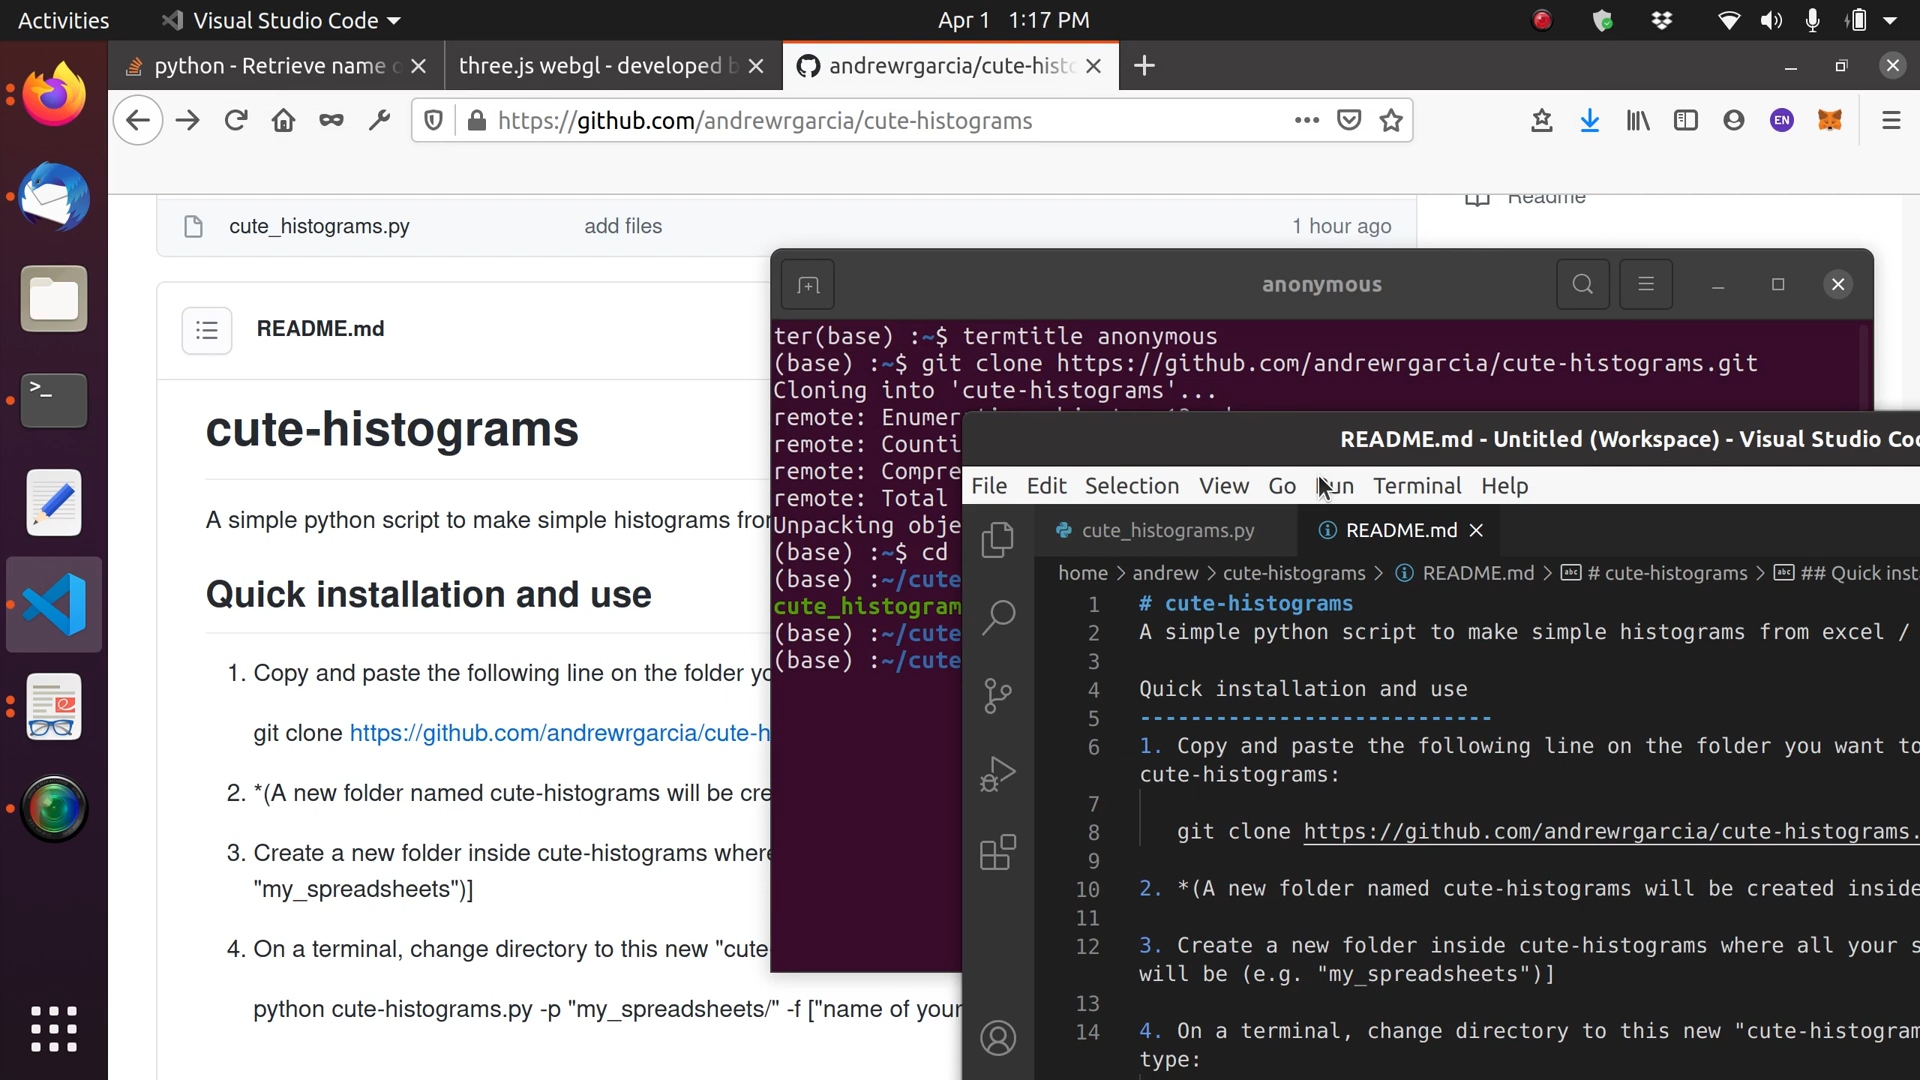 Activities
Visual Studio Code
Apr 1 1:17 PM
python - Retrieve name
three.js webgl - developed
andrewrgarcia/cute-histo
https://github.com/andrewrgarcia/cute-histograms
EN
Readme
cute_histograms.py add files 1 hour ago
README.md
cute-histograms
A simple python script to make simple histograms
Quick installation and use
1. Copy and paste the following line on the folder
git clone https://github.com/andrewrgarcia/cute-h
2. *(A new folder named cute-histograms will be
3. Create a new folder inside cute-histograms
"my_spreadsheets")]
4. On a terminal, change directory to this new "cute
python cute-histograms.py -p "my_spreadsheets/" -f ["name of your
anonymous
ter(base) :~$ termtitle anonymous
(base) :~$ git clone https://github.com/andrewrgarcia/cute-histograms.git
Cloning into 'cute-histograms'...
remote: Enumer
remote: Counti
remote: Compre
remote: Total
Unpacking obje
(base) :~$ cd
(base) :~/cute
cute_histogram
(base) :~/cute
(base) :~/cute
README.md - Untitled (Workspace) - Visual Studio Co
File Edit Selection View Go Run Terminal Help
cute_histograms.py
README.md
home > andrew > cute-histograms > README.md > # cute-histograms > ## Quick inst
1 # cute-histograms
2 A simple python script to make simple histograms from excel /
3
4 Quick installation and use
5 ----------------------------
6 1. Copy and paste the following line on the folder you want to
cute-histograms:
7
8 git clone https://github.com/andrewrgarcia/cute-histograms.
9
10 2. *(A new folder named cute-histograms will be created inside
11
12 3. Create a new folder inside cute-histograms where all your s
will be (e.g. "my_spreadsheets")]
13
14 4. On a terminal, change directory to this new "cute-histogram
type: